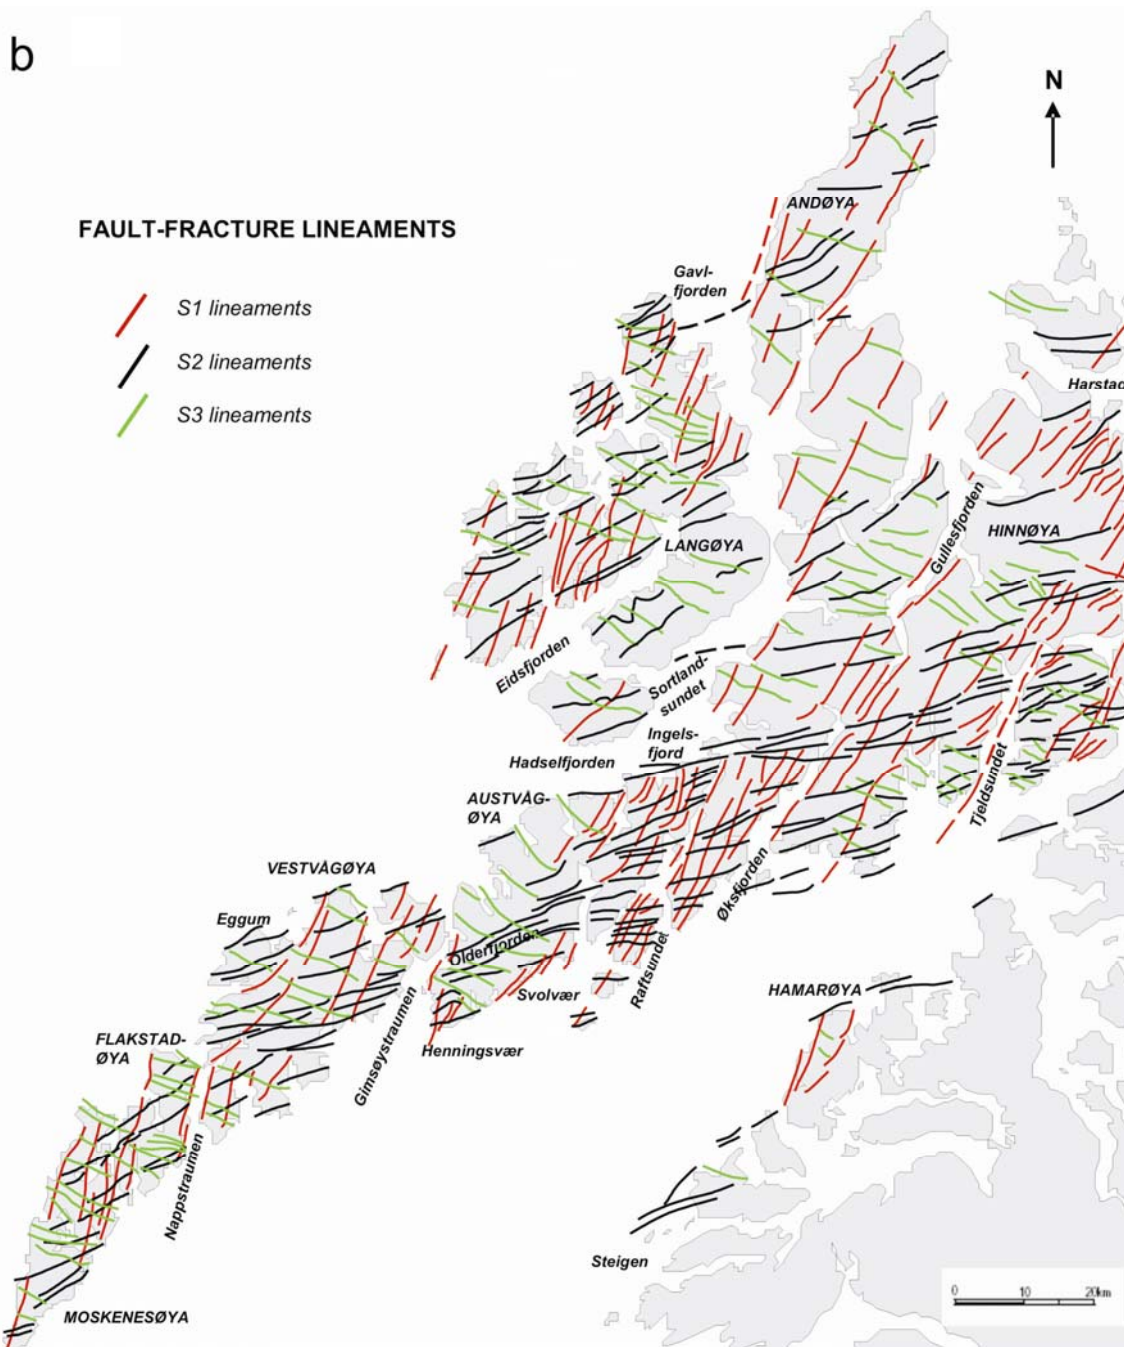 b
N
FAULT-FRACTURE LINEAMENTS
S1 lineaments
S2 lineaments
S3 lineaments
ANDØYA
Gavl-
fjorden
Harstad
LANGØYA
Gullesfjorden
HINNØYA
Eidsfjorden
Sortland-
sundet
Ingels-
fjord
Hadselfjorden
Tjeldsundet
AUSTVÅG-
ØYA
VESTVÅGØYA
Øksfjorden
Eggum
Olderfjorden
Svolvær
Raftsundet
HAMARØYA
Gimsøystraumen
Henningsvær
FLAKSTAD-
ØYA
Nappstraumen
Steigen
MOSKENESØYA
0 10 20km